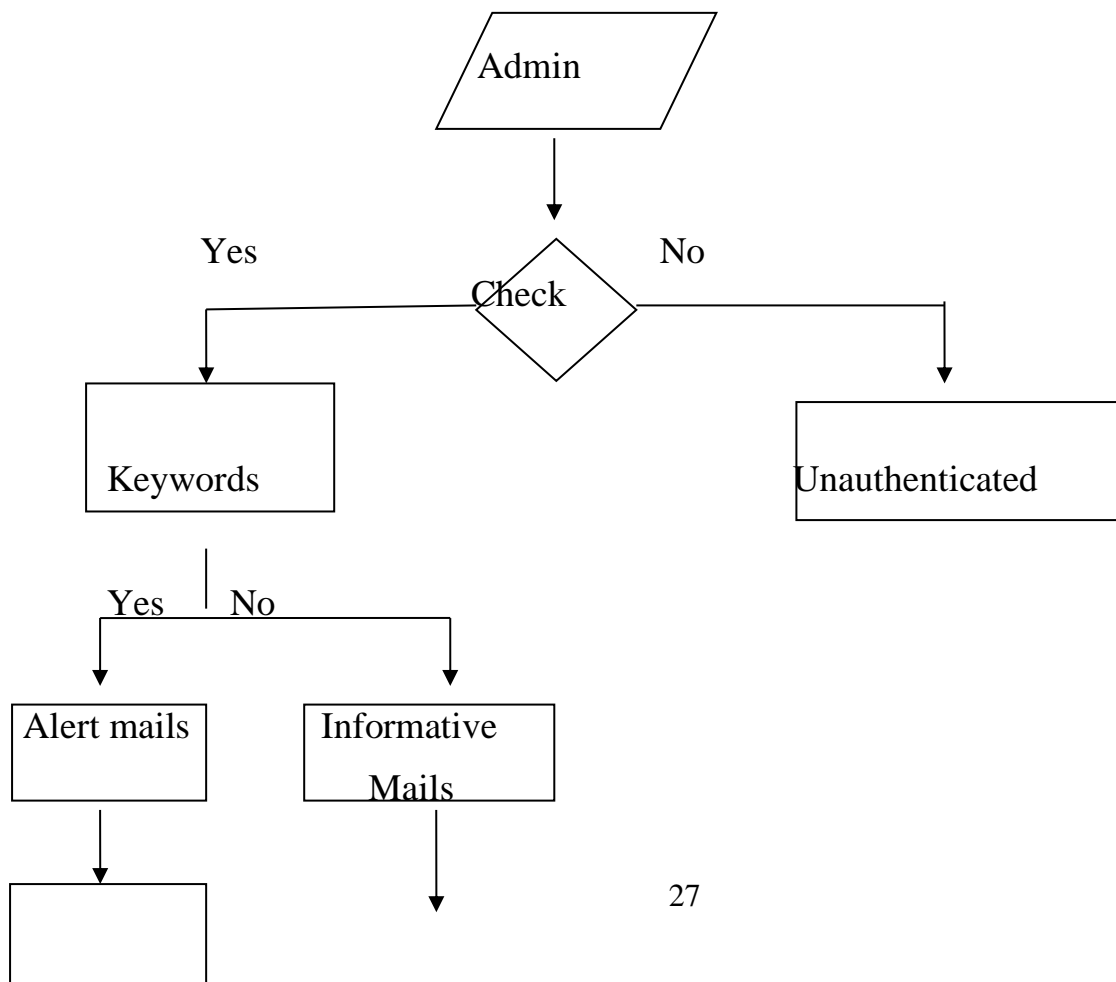 Admin
Yes No
Check
Keywords Unauthenticated
Yes No
Alert mails Informative
Mails
27